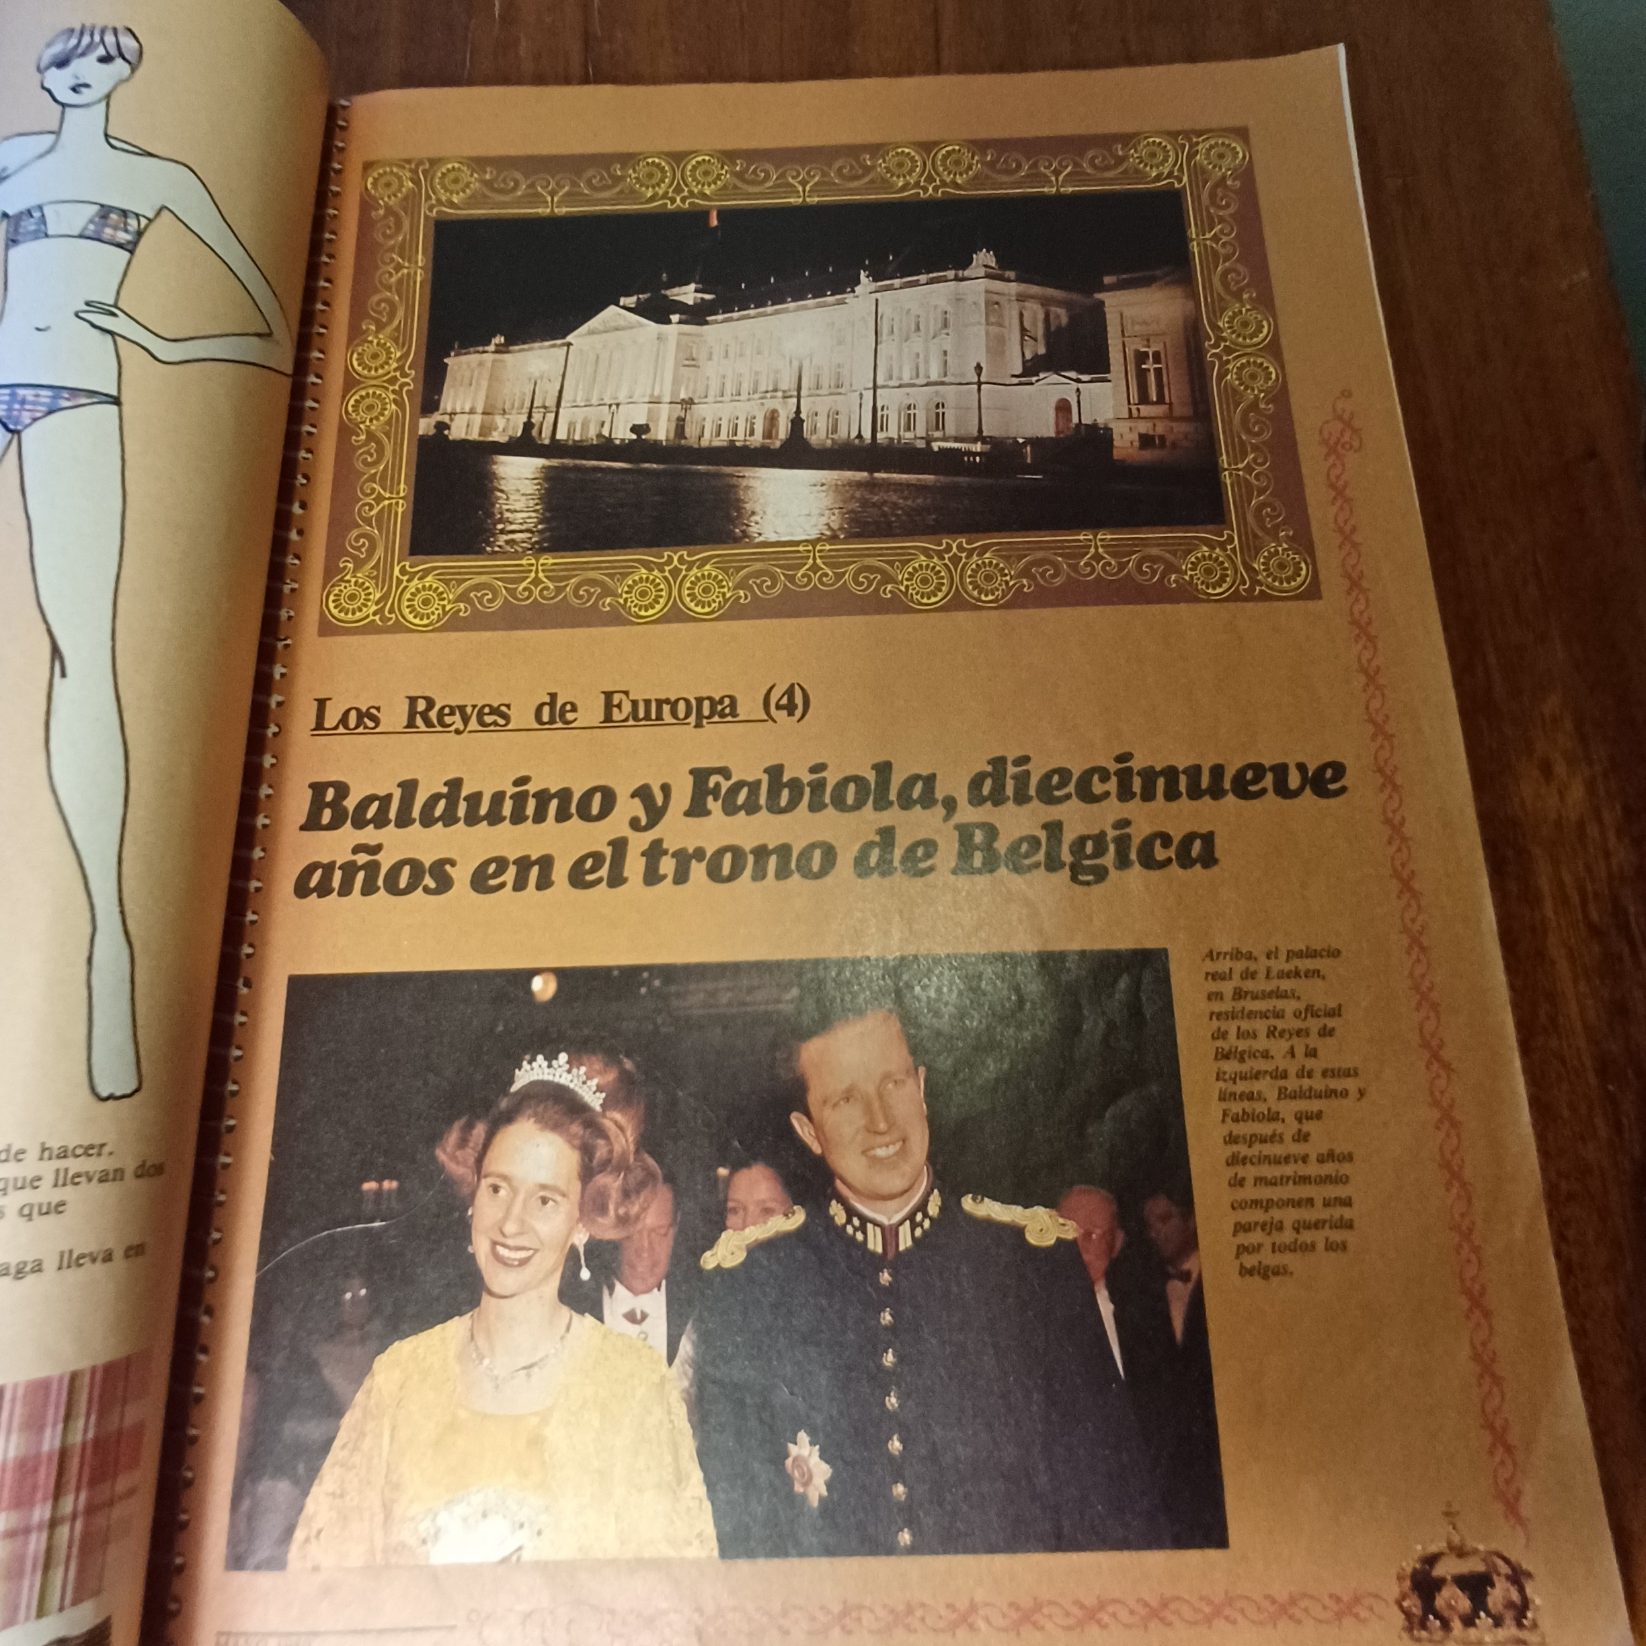 de hacer.
que llevan dos
s que
aga lleva en
Los Reyes de Europa (4)
Balduino y Fabiola, diecinueve
años en el trono de Belgica
Arriba, el palacio
real de Laeken,
en Bruselas,
residencia oficial
de los Reyes de
Bélgica. A la
izquierda de estas
líneas, Balduino y
Fabiola, que
después de
diecinueve años
de matrimonio
componen una
pareja querida
por todos los
belgas.